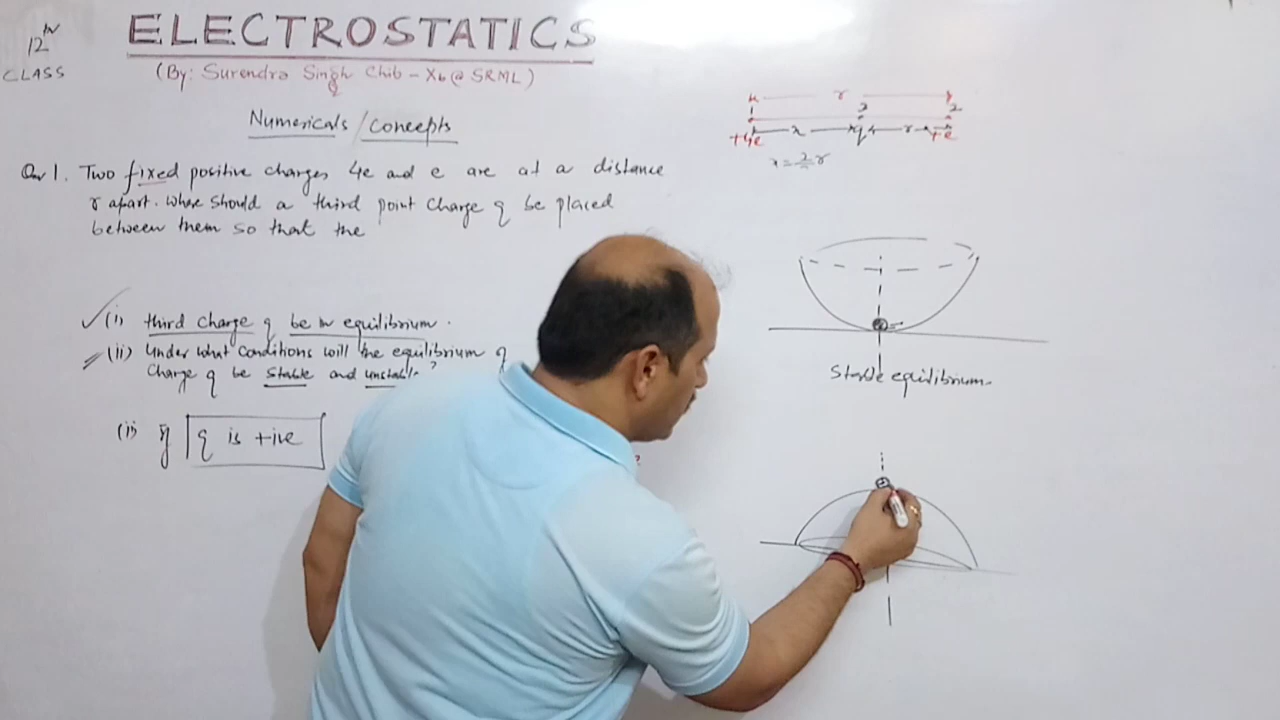 12th
CLASS
ELECTROSTATICS
(By: Surendra Singh Chib - X6 @ SRML)
Numericals / Concepts
Qn 1. Two fixed positive charges 4e and e are at a distance
r apart. Where should a third point charge q be placed
between them so that the
(i) third charge q be in equilibrium.
(ii) Under what conditions will the equilibrium of
charge q be stable and unstable?
(ii) If q is +ive
r
+4e x q +e
Stable equilibrium.